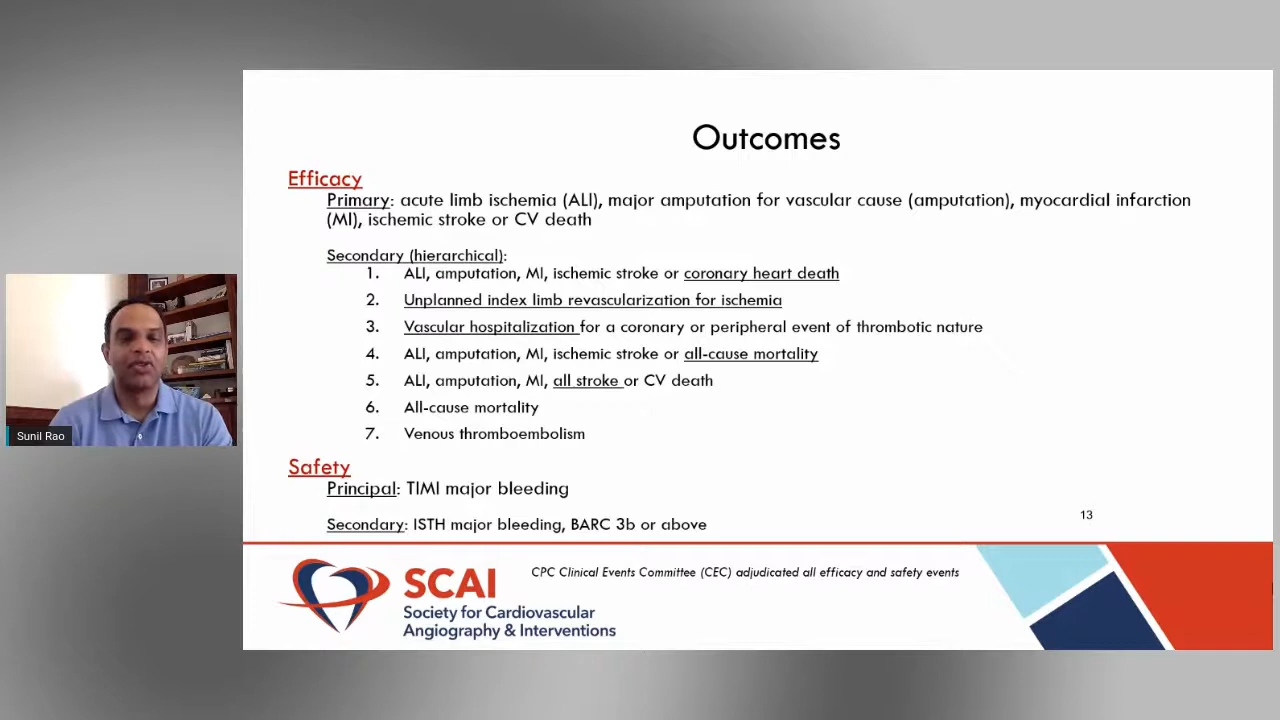 Outcomes
Efficacy
Primary: acute limb ischemia (ALI), major amputation for vascular cause (amputation), myocardial infarction
(MI), ischemic stroke or CV death
Secondary (hierarchical):
1. ALI, amputation, MI, ischemic stroke or coronary heart death
2. Unplanned index limb revascularization for ischemia
3. Vascular hospitalization for a coronary or peripheral event of thrombotic nature
4. ALI, amputation, MI, ischemic stroke or all-cause mortality
5. ALI, amputation, MI, all stroke or CV death
6. All-cause mortality
7. Venous thromboembolism
Sunil Rao
Safety
Principal: TIMI major bleeding
Secondary: ISTH major bleeding, BARC 3b or above
13
CPC Clinical Events Committee (CEC) adjudicated all efficacy and safety events
SCAI
Society for Cardiovascular
Angiography & Interventions